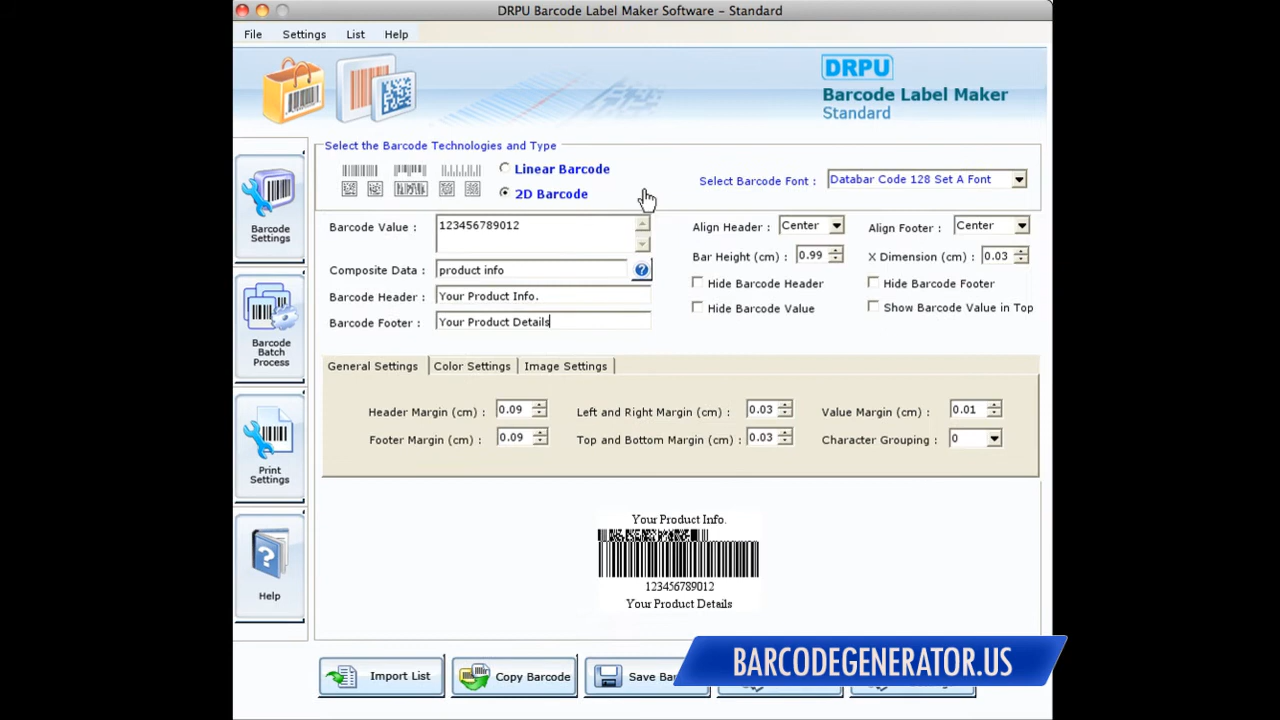 DRPU Barcode Label Maker Software - Standard
File Settings List Help
DRPU
Barcode Label Maker
Standard
Select the Barcode Technologies and Type
Linear Barcode
2D Barcode
Select Barcode Font : Databar Code 128 Set A Font
Barcode Value : 123456789012
Composite Data : product info
Barcode Header : Your Product Info.
Barcode Footer : Your Product Details
Align Header : Center Align Footer : Center
Bar Height (cm) : 0.99 X Dimension (cm) : 0.03
Hide Barcode Header Hide Barcode Footer
Hide Barcode Value Show Barcode Value in Top
Barcode
Settings
Barcode
Batch
Process
Print
Settings
Help
General Settings Color Settings Image Settings
Header Margin (cm) : 0.09 Left and Right Margin (cm) : 0.03 Value Margin (cm) : 0.01
Footer Margin (cm) : 0.09 Top and Bottom Margin (cm) : 0.03 Character Grouping : 0
Your Product Info.
123456789012
Your Product Details
Import List Copy Barcode Save
BARCODEGENERATOR.US